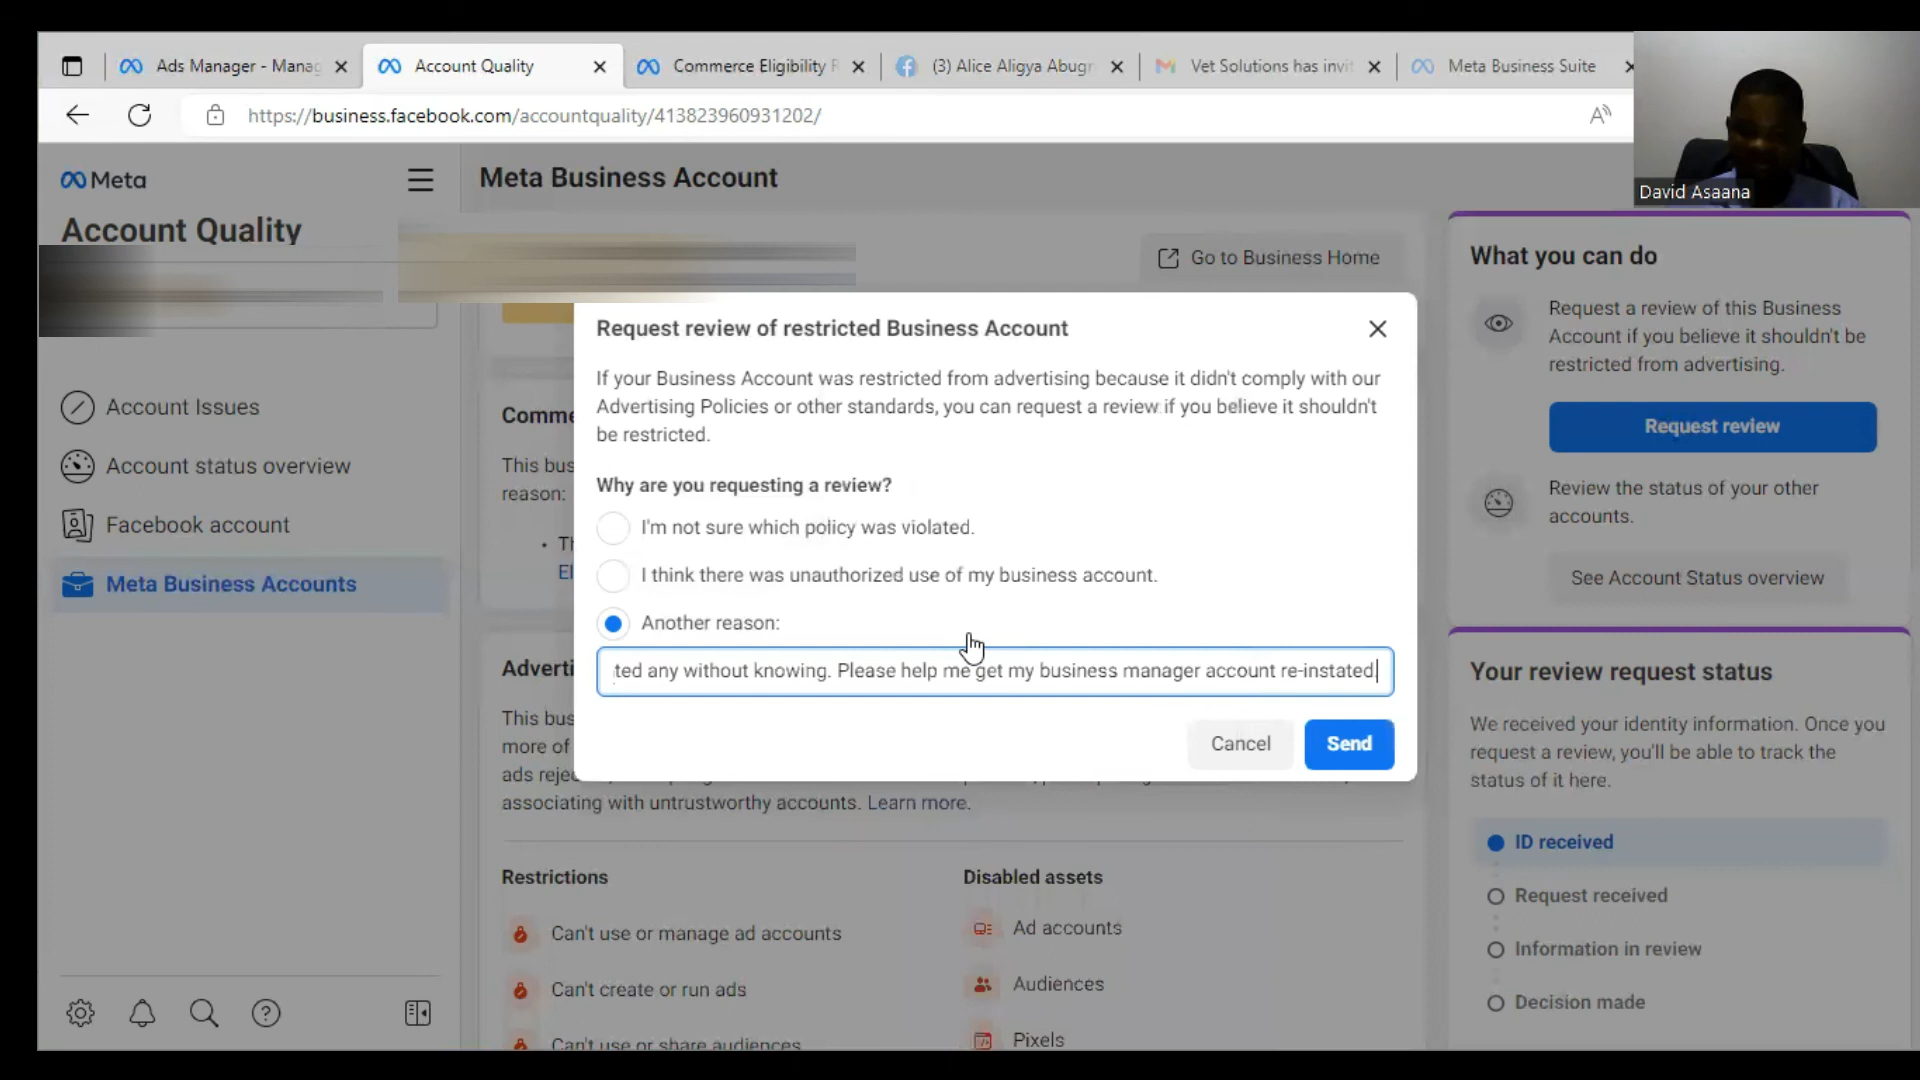 Ads Manager - Manag
Account Quality
Commerce Eligibility R
(3) Alice Aligya Abugr
Vet Solutions has invit
Meta Business Suite
https://business.facebook.com/accountquality/413823960931202/
David Asaana
Meta
Account Quality
Account Issues
Account status overview
Facebook account
Meta Business Accounts
Meta Business Account
Go to Business Home
Request review of restricted Business Account
If your Business Account was restricted from advertising because it didn't comply with our
Advertising Policies or other standards, you can request a review if you believe it shouldn't
be restricted.
Why are you requesting a review?
I'm not sure which policy was violated.
I think there was unauthorized use of my business account.
Another reason:
ted any without knowing. Please help me get my business manager account re-instated.
Cancel
Send
Comme
This bus
reason:
• Th
El
Adverti
This bus
more of
ads reje
associating with untrustworthy accounts. Learn more.
Restrictions
Can't use or manage ad accounts
Can't create or run ads
Can't use or share audiences
Disabled assets
Ad accounts
Audiences
Pixels
What you can do
Request a review of this Business
Account if you believe it shouldn't be
restricted from advertising.
Request review
Review the status of your other
accounts.
See Account Status overview
Your review request status
We received your identity information. Once you
request a review, you'll be able to track the
status of it here.
ID received
Request received
Information in review
Decision made